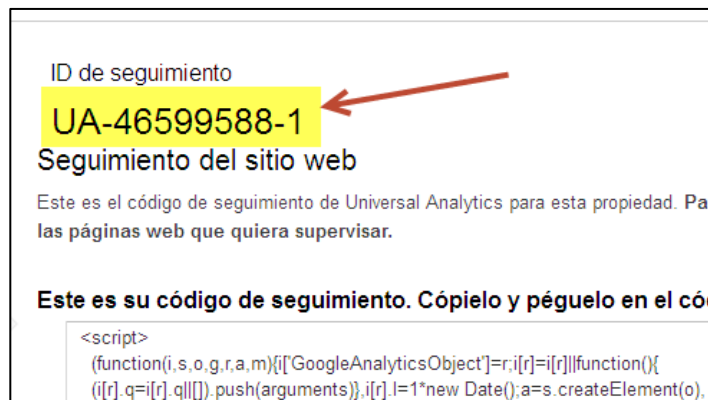 ID de seguimiento
UA-46599588-1
Seguimiento del sitio web
Este es el código de seguimiento de Universal Analytics para esta propiedad. Pa
las páginas web que quiera supervisar.
Este es su código de seguimiento. Cópielo y péguelo en el có
<script>
(function(i,s,o,g,r,a,m){i['GoogleAnalyticsObject']=r;i[r]=i[r]||function(){
(i[r].q=i[r].q||[]).push(arguments)},i[r].l=1*new Date();a=s.createElement(o),